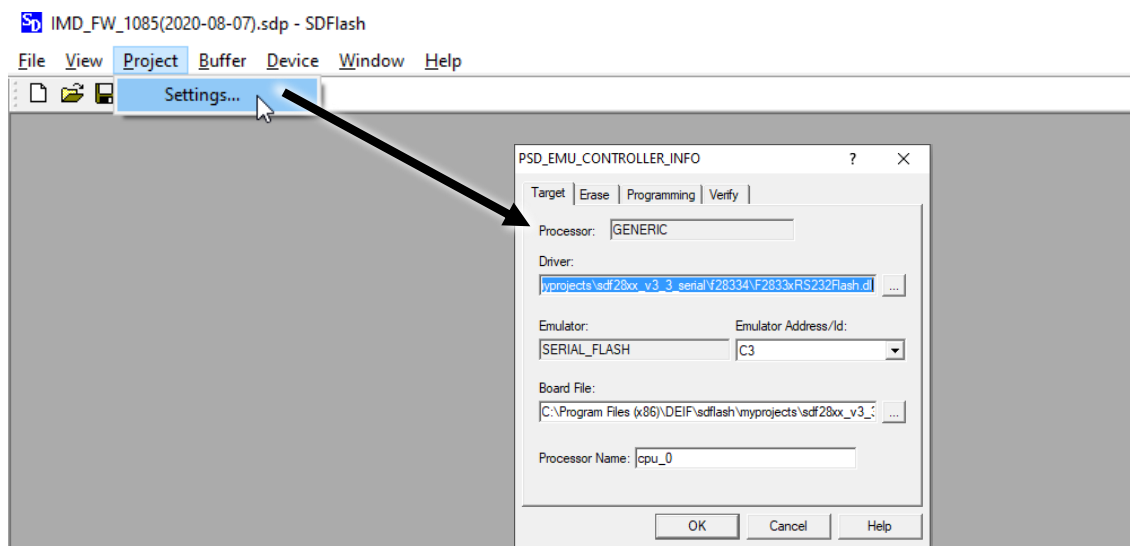 SD IMD_FW_1085(2020-08-07).sdp - SDFlash
File View Project Buffer Device Window Help
Settings...
PSD_EMU_CONTROLLER_INFO ? ×
Target Erase Programming Verify
Processor: GENERIC
Driver:
yprojects\sdf28xx_v3_3_serial\f28334\F2833xRS232Flash.dl ...
Emulator: Emulator Address/Id:
SERIAL_FLASH C3
Board File:
C:\Program Files (x86)\DEIF\sdflash\myprojects\sdf28xx_v3_3 ...
Processor Name: cpu_0
OK Cancel Help